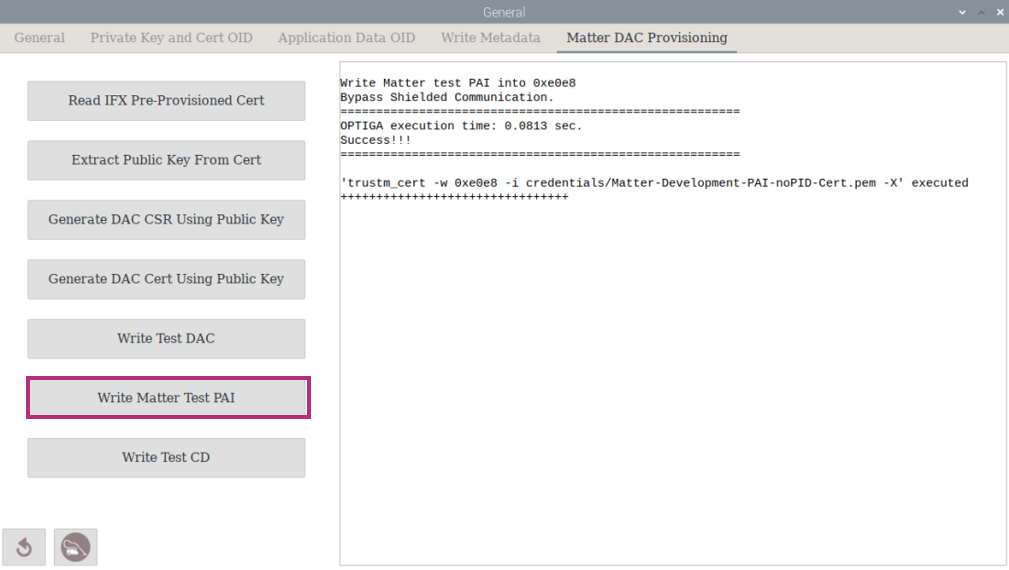 General
General Private Key and Cert OID Application Data OID Write Metadata Matter DAC Provisioning
Read IFX Pre-Provisioned Cert
Extract Public Key From Cert
Generate DAC CSR Using Public Key
Generate DAC Cert Using Public Key
Write Test DAC
Write Matter Test PAI
Write Test CD
Write Matter test PAI into 0xe0e8
Bypass Shielded Communication.
========================================================
OPTIGA execution time: 0.0813 sec.
Success!!!
========================================================
'trustm_cert -w 0xe0e8 -i credentials/Matter-Development-PAI-noPID-Cert.pem -X' executed
++++++++++++++++++++++++++++++++